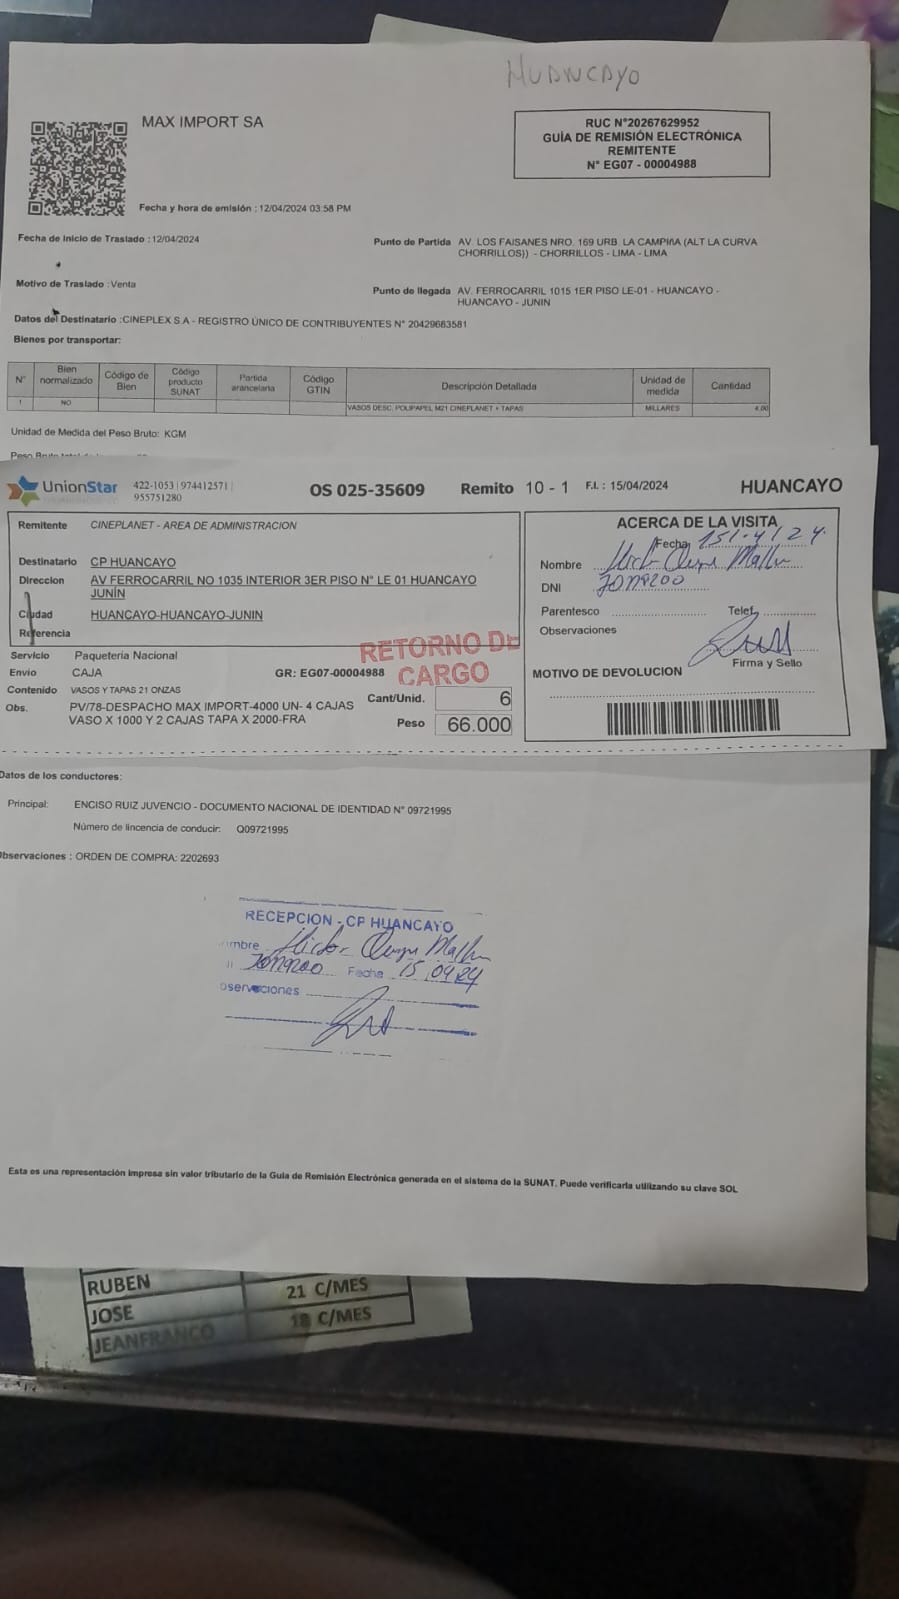 HUANCAYO
MAX IMPORT SA
RUC N°20267629952
GUÍA DE REMISIÓN ELECTRÓNICA
REMITENTE
N° EG07 - 00004988
Fecha y hora de emisión : 12/04/2024 03:58 PM
Fecha de Inicio de Traslado : 12/04/2024
Punto de Partida AV. LOS FAISANES NRO. 169 URB. LA CAMPIñA (ALT LA CURVA
CHORRILLOS)) - CHORRILLOS - LIMA - LIMA
Motivo de Traslado : Venta
Punto de llegada AV. FERROCARRIL 1015 1ER PISO LE-01 - HUANCAYO -
HUANCAYO - JUNIN
Datos del Destinatario : CINEPLEX S.A - REGISTRO ÚNICO DE CONTRIBUYENTES N° 20429683581
Bienes por transportar:
N° Bien normalizado Código de Bien Código producto SUNAT Partida arancelaria Código GTIN Descripción Detallada Unidad de medida Cantidad
1 NO VASOS DESC. POLIPAPEL M21 CINEPLANET + TAPAS MILLARES 4.00
Unidad de Medida del Peso Bruto: KGM
Peso Bruto total de la
UnionStar 422-1053 | 974412571 |
955751280
OS 025-35609 Remito 10 - 1 F.I. : 15/04/2024 HUANCAYO
Remitente CINEPLANET - AREA DE ADMINISTRACION
Destinatario CP HUANCAYO
Direccion AV FERROCARRIL NO 1035 INTERIOR 3ER PISO N° LE 01 HUANCAYO
JUNÍN
Ciudad HUANCAYO-HUANCAYO-JUNIN
Referencia
Servicio Paqueteria Nacional
Envio CAJA GR: EG07-00004988
Contenido VASOS Y TAPAS 21 ONZAS
Obs. PV/78-DESPACHO MAX IMPORT-4000 UN- 4 CAJAS
VASO X 1000 Y 2 CAJAS TAPA X 2000-FRA
RETORNO DE
CARGO
Cant/Unid. 6
Peso 66.000
ACERCA DE LA VISITA
Fecha 15/4/24.
Nombre
DNI
Parentesco Telef.
Observaciones
Firma y Sello
MOTIVO DE DEVOLUCION
Datos de los conductores:
Principal: ENCISO RUIZ JUVENCIO - DOCUMENTO NACIONAL DE IDENTIDAD N° 09721995
Número de lincencia de conducir: Q09721995
bservaciones : ORDEN DE COMPRA: 2202693
RECEPCION - CP HUANCAYO
mbre
Fecha 15.04.24
oservaciones
Esta es una representación impresa sin valor tributario de la Guia de Remisión Electrónica generada en el sistema de la SUNAT. Puede verificarla utilizando su clave SOL
RUBEN 21 C/MES
JOSE 18 C/MES
JEANFRANCO